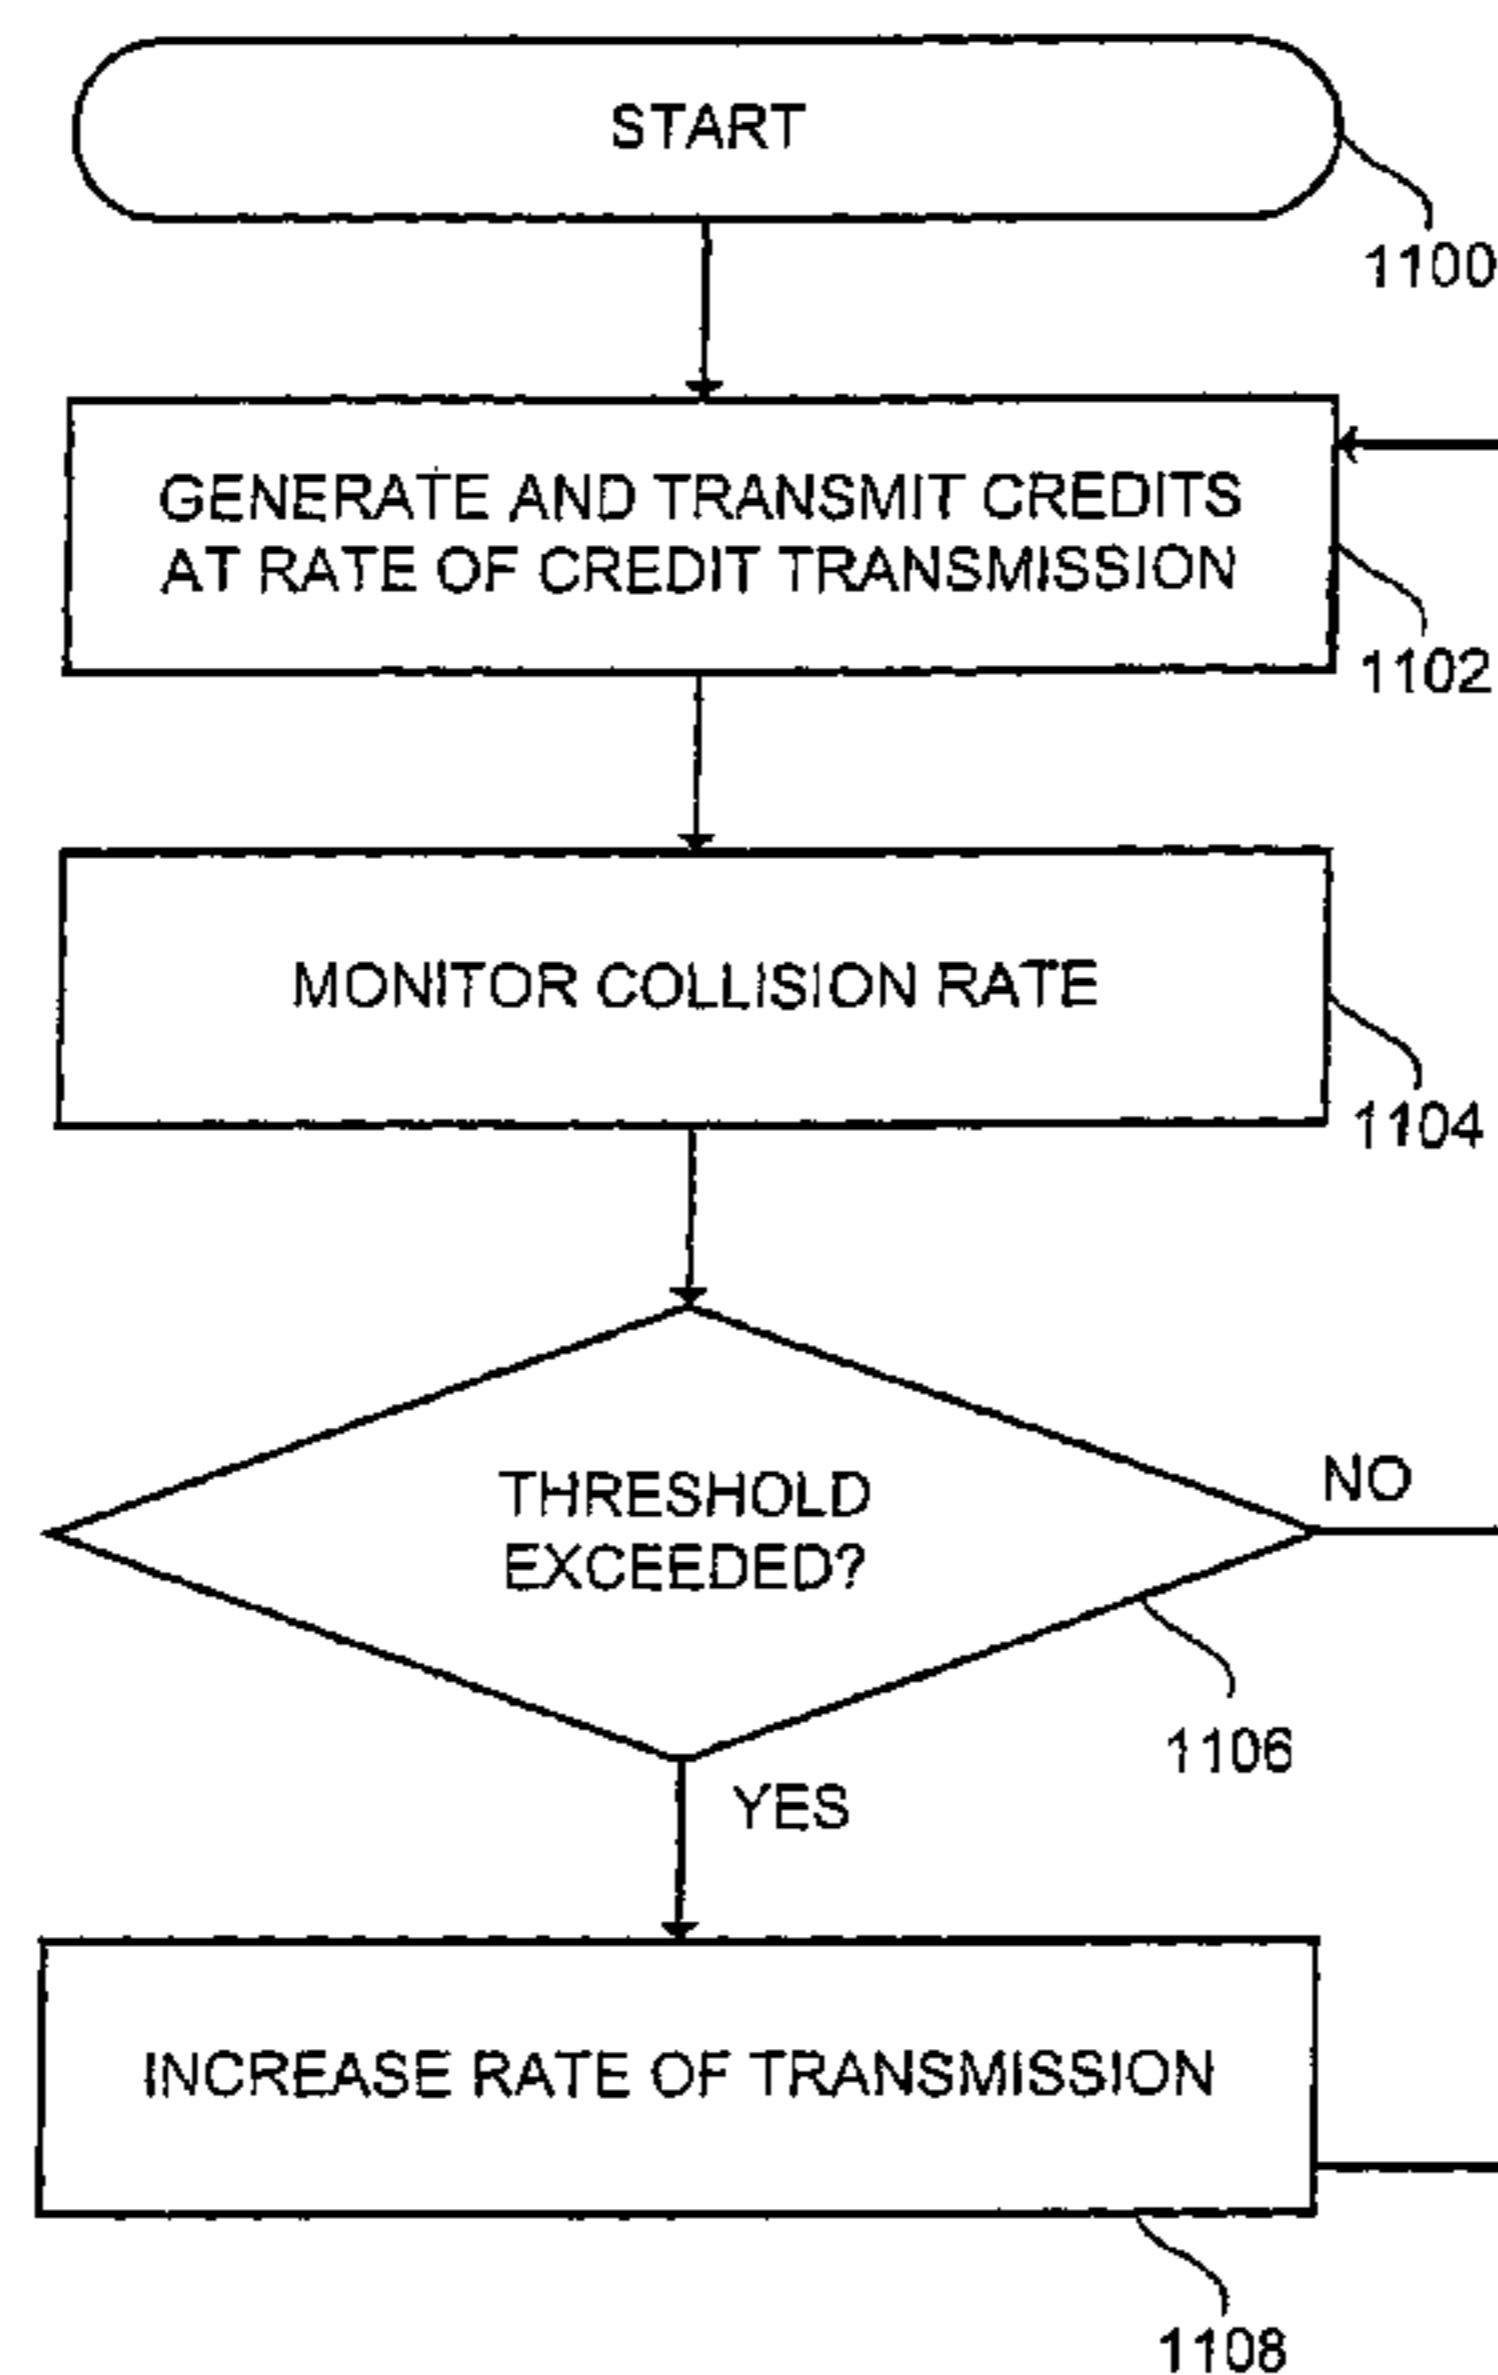 START
1100
GENERATE AND TRANSMIT CREDITS
AT RATE OF CREDIT TRANSMISSION
1102
MONITOR COLLISION RATE
1104
THRESHOLD
EXCEEDED?
NO
1106
YES
INCREASE RATE OF TRANSMISSION
1108